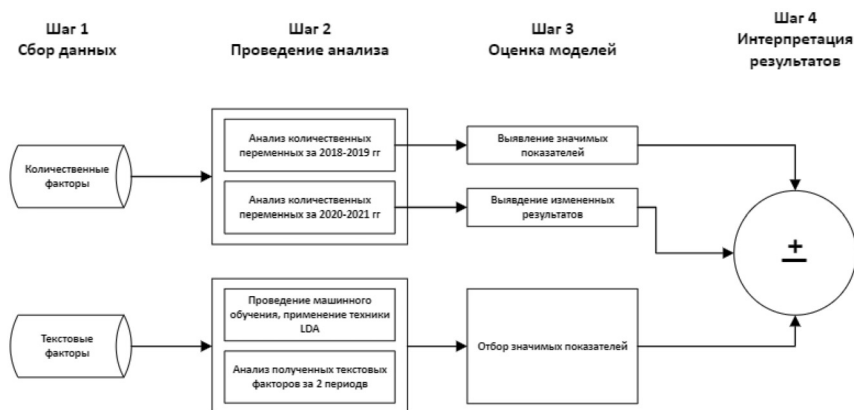 Шаг 1
Сбор данных
Шаг 2
Проведение анализа
Шаг 3
Оценка моделей
Шаг 4
Интерпретация
результатов
Количественные
факторы
Анализ количественных
переменных за 2018-2019 гг
Анализ количественных
переменных за 2020-2021 гг
Выявление значимых
показателей
Выявдение измененных
результатов
±
Текстовые
факторы
Проведение машинного
обучения, применение техники
LDA
Анализ полученных текстовых
факторов за 2 периодв
Отбор значимых показателей